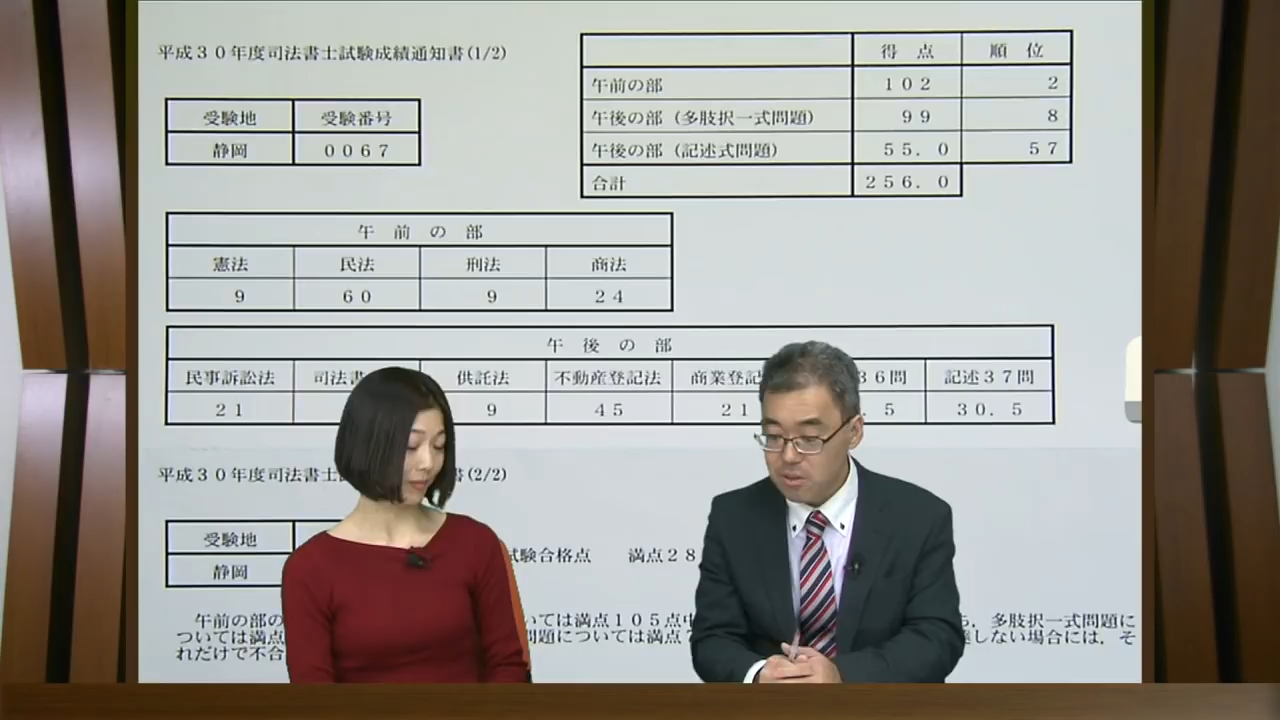 平成３０年度司法書士試験成績通知書(1/2)
得点 順位
午前の部 １０２ ２
午後の部（多肢択一式問題） ９９ ８
午後の部（記述式問題） ５５．０ ５７
合計 ２５６．０
受験地 受験番号
静岡 ００６７
午前の部
憲法 民法 刑法 商法
９ ６０ ９ ２４
午後の部
民事訴訟法 司法書 供託法 不動産登記法 商業登記 ３６問 記述３７問
２１ ９ ４５ ２１ ．５ ３０．５
平成３０年度司法書士 書(2/2)
受験地
静岡
試験合格点 満点２８
午前の部の いては満点１０５点中 多肢択一式問題に
ついては満点 問題については満点７ しない場合には，そ
れだけで不合